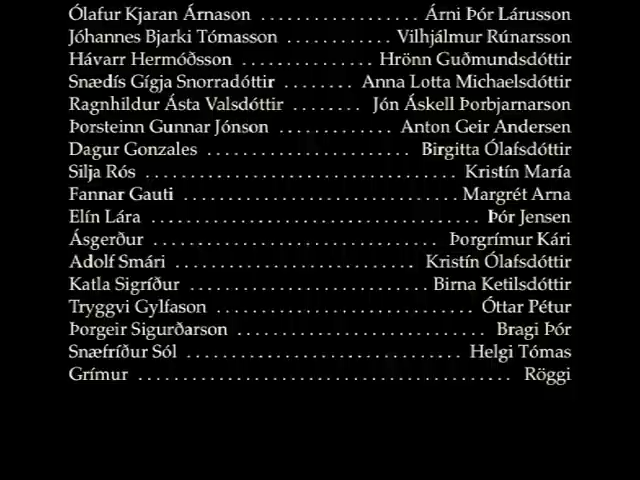 Ólafur Kjaran Árnason .................. Árni Þór Lárusson
Jóhannes Bjarki Tómasson ............ Vilhjálmur Rúnarsson
Hávarr Hermóðsson ............... Hrönn Guðmundsdóttir
Snædís Gígja Snorradóttir ........ Anna Lotta Michaelsdóttir
Ragnhildur Ásta Valsdóttir ........ Jón Áskell Þorbjarnarson
Þorsteinn Gunnar Jónson ............. Anton Geir Andersen
Dagur Gonzales ....................... Birgitta Ólafsdóttir
Silja Rós ................................ Kristín María
Fannar Gauti ............................... Margrét Arna
Elín Lára ..................................... Þór Jensen
Ásgerður ................................ Þorgrímur Kári
Adolf Smári ........................... Kristín Ólafsdóttir
Katla Sigríður ........................... Birna Ketilsdóttir
Tryggvi Gylfason ............................. Óttar Pétur
Þorgeir Sigurðarson ............................ Bragi Þór
Snæfríður Sól ............................... Helgi Tómas
Grímur ......................................... Röggi